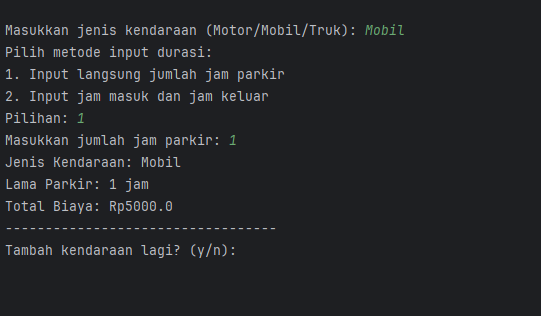 Masukkan jenis kendaraan (Motor/Mobil/Truk): Mobil
Pilih metode input durasi:
1. Input langsung jumlah jam parkir
2. Input jam masuk dan jam keluar
Pilihan: 1
Masukkan jumlah jam parkir: 1
Jenis Kendaraan: Mobil
Lama Parkir: 1 jam
Total Biaya: Rp5000.0
----------------------------------
Tambah kendaraan lagi? (y/n):